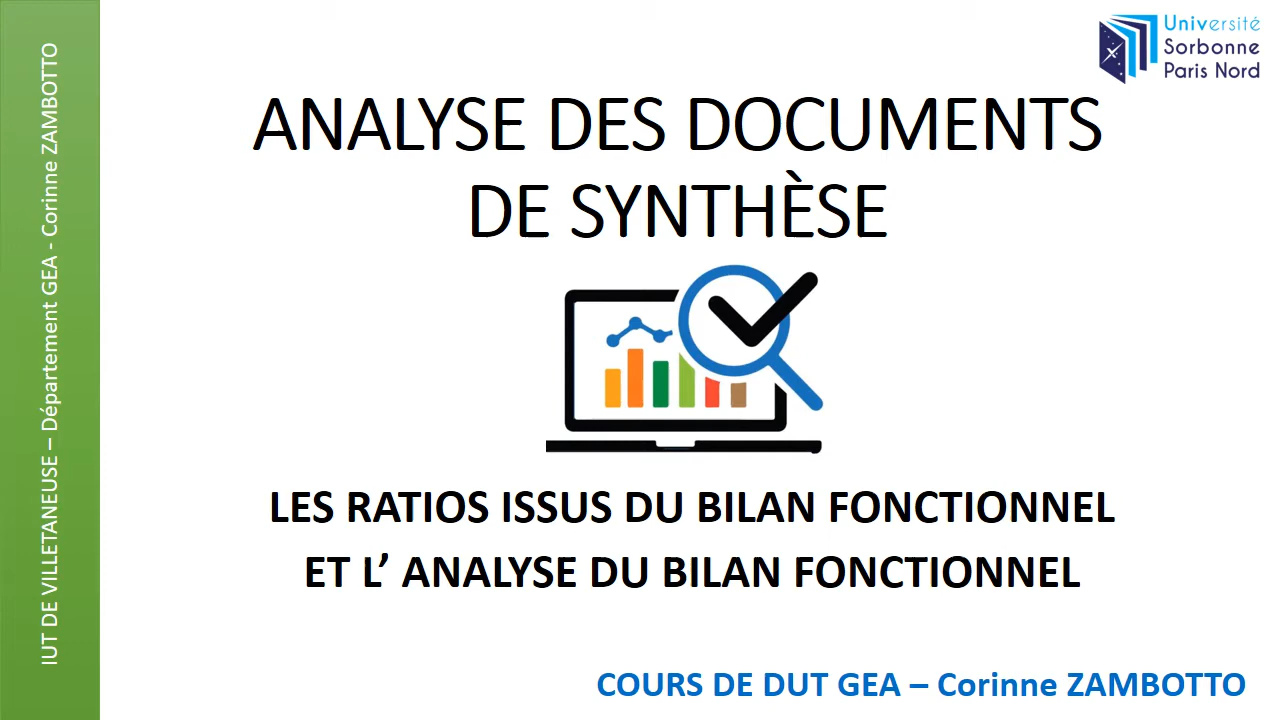 Université
Sorbonne
Paris Nord
IUT DE VILLETANEUSE – Département GEA - Corinne ZAMBOTTO
ANALYSE DES DOCUMENTS
DE SYNTHÈSE
LES RATIOS ISSUS DU BILAN FONCTIONNEL
ET L’ ANALYSE DU BILAN FONCTIONNEL
COURS DE DUT GEA – Corinne ZAMBOTTO